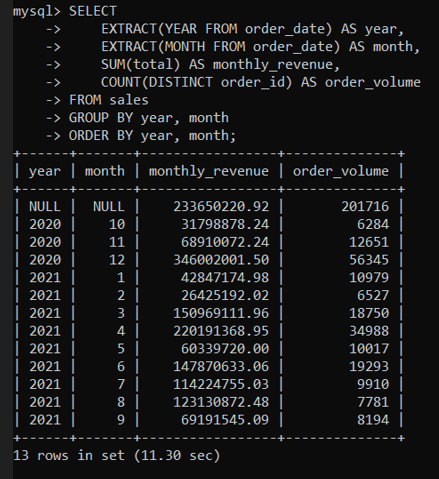 mysql> SELECT
    ->     EXTRACT(YEAR FROM order_date) AS year,
    ->     EXTRACT(MONTH FROM order_date) AS month,
    ->     SUM(total) AS monthly_revenue,
    ->     COUNT(DISTINCT order_id) AS order_volume
    -> FROM sales
    -> GROUP BY year, month
    -> ORDER BY year, month;
+------+-------+-----------------+--------------+
| year | month | monthly_revenue | order_volume |
+------+-------+-----------------+--------------+
| NULL |  NULL |    233650220.92 |       201716 |
| 2020 |    10 |     31798878.24 |         6284 |
| 2020 |    11 |     68910072.24 |        12651 |
| 2020 |    12 |    346002001.50 |        56345 |
| 2021 |     1 |     42847174.98 |        10979 |
| 2021 |     2 |     26425192.02 |         6527 |
| 2021 |     3 |    150969111.96 |        18750 |
| 2021 |     4 |    220191368.95 |        34988 |
| 2021 |     5 |     60339720.00 |        10017 |
| 2021 |     6 |    147870633.06 |        19293 |
| 2021 |     7 |    114224755.03 |         9910 |
| 2021 |     8 |    123130872.48 |         7781 |
| 2021 |     9 |     69191545.09 |         8194 |
+------+-------+-----------------+--------------+
13 rows in set (11.30 sec)